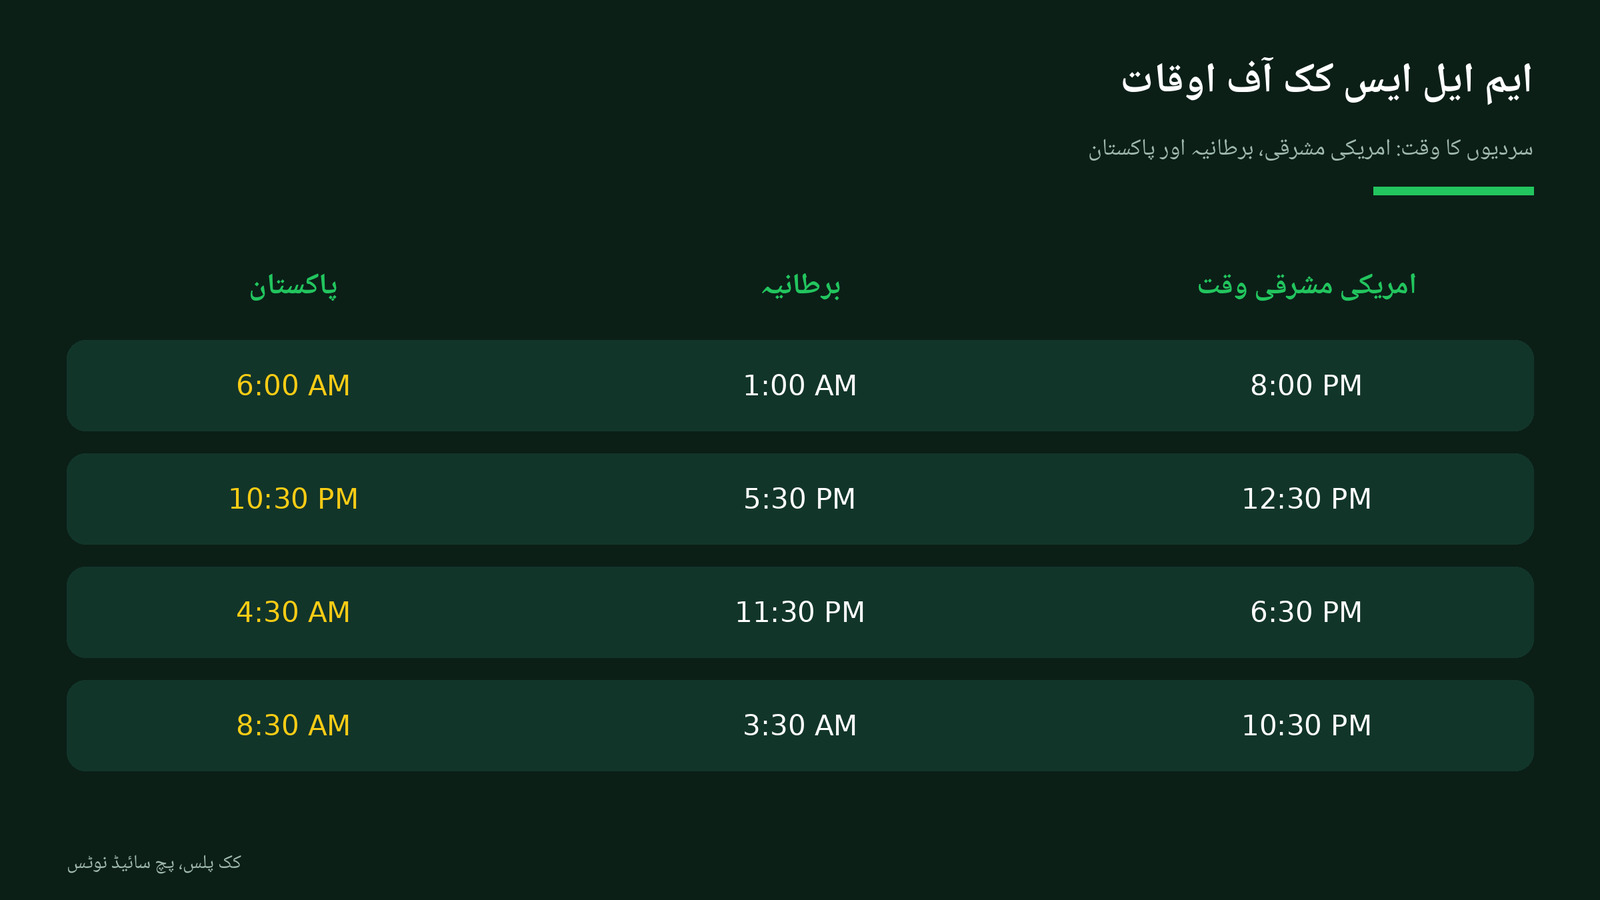 ایم ایل ایس کک آف اوقات
سردیوں کا وقت: امریکی مشرقی، برطانیہ اور پاکستان
امریکی مشرقی وقت برطانیہ پاکستان
8:00 PM 1:00 AM 6:00 AM
12:30 PM 5:30 PM 10:30 PM
6:30 PM 11:30 PM 4:30 AM
10:30 PM 3:30 AM 8:30 AM
کک پلس، پچ سائیڈ نوٹس